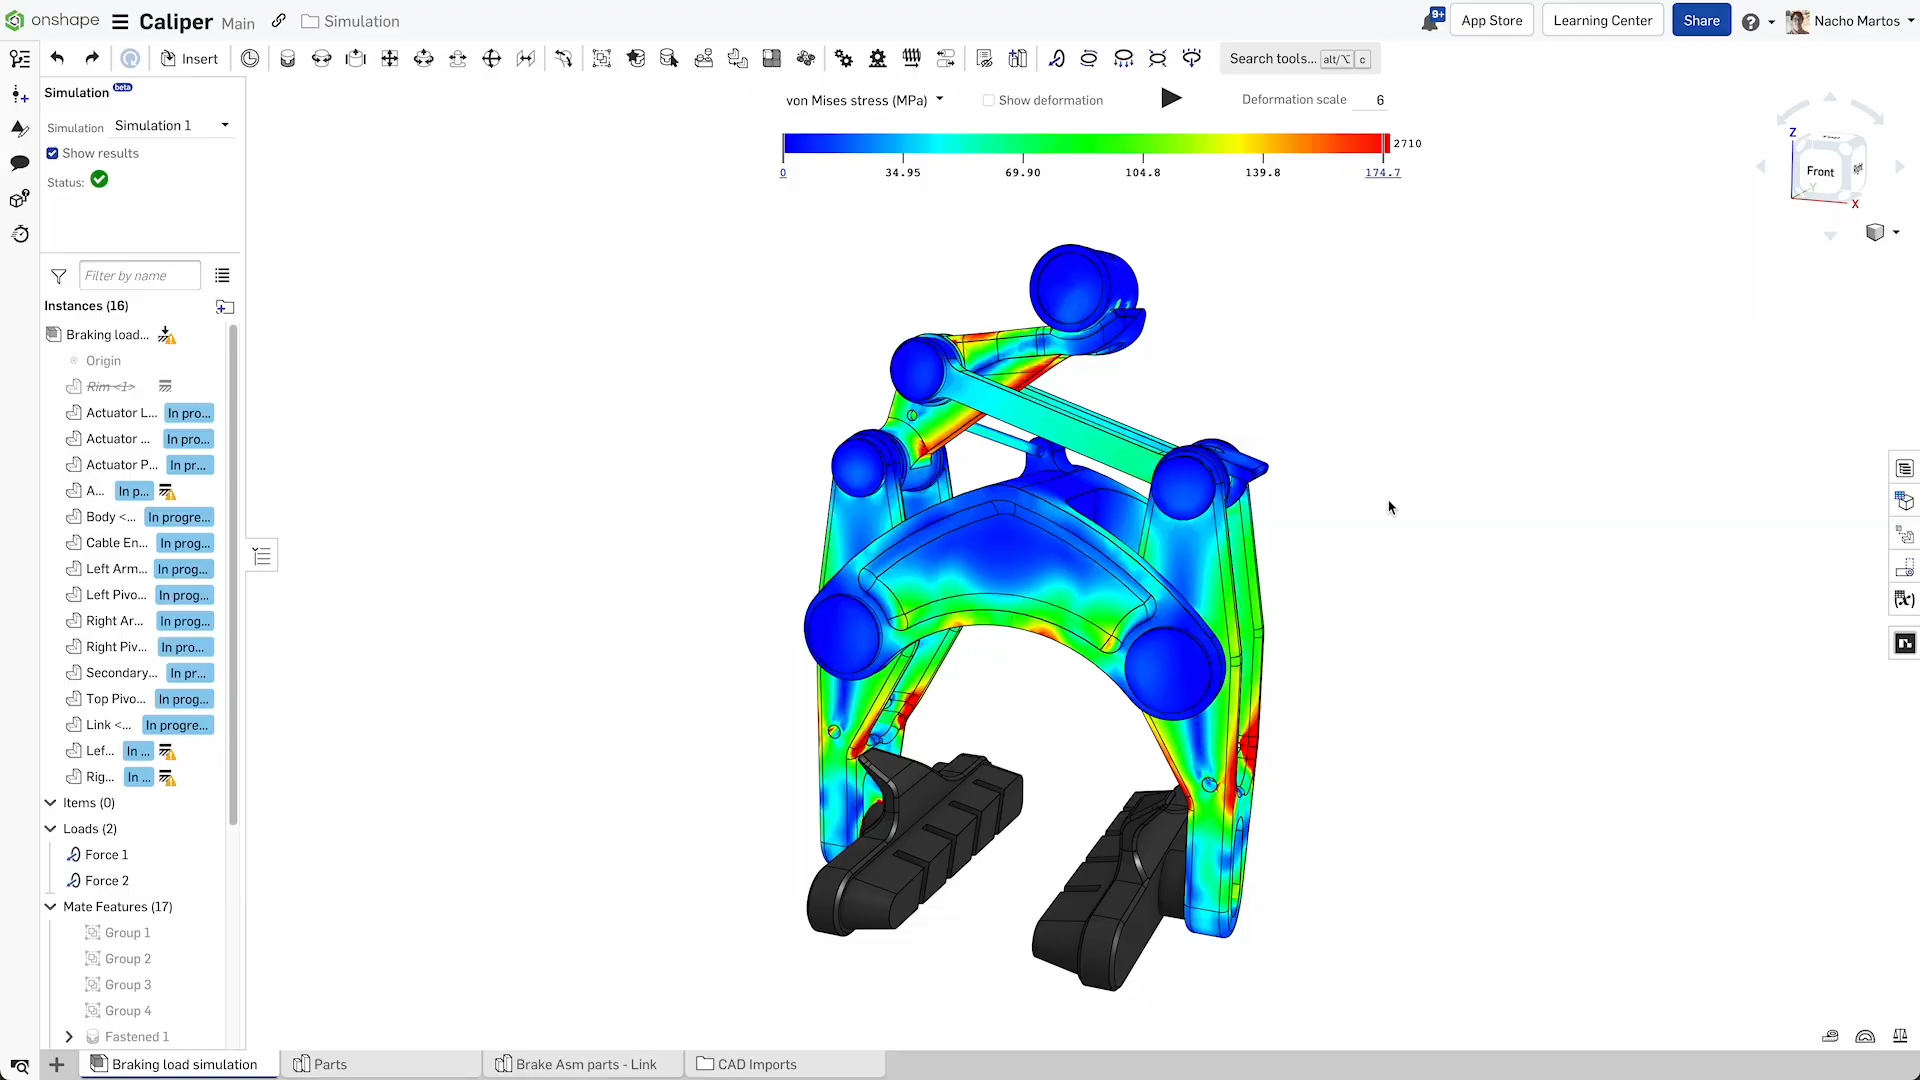 onshape
Caliper Main
Simulation
9+
App Store
Learning Center
Share
Nacho Martos
Insert
Search tools... alt/⌥ c
Simulation beta
Simulation Simulation 1
Show results
Status:
von Mises stress (MPa)
Show deformation
Deformation scale 6
2710
0 34.95 69.90 104.8 139.8 174.7
Z
Front
Right
Y
X
Filter by name
Instances (16)
Braking load...
Origin
Rim <1>
Actuator L... In pro...
Actuator ... In pro...
Actuator P... In pr...
A... In p...
Body <... In progre...
Cable En... In prog...
Left Arm... In prog...
Left Pivo... In prog...
Right Ar... In prog...
Right Piv... In pro...
Secondary... In pr...
Top Pivo... In prog...
Link <... In progre...
Lef... In ...
Rig... In ...
Items (0)
Loads (2)
Force 1
Force 2
Mate Features (17)
Group 1
Group 2
Group 3
Group 4
Fastened 1
(x)
Braking load simulation
Parts
Brake Asm parts - Link
CAD Imports